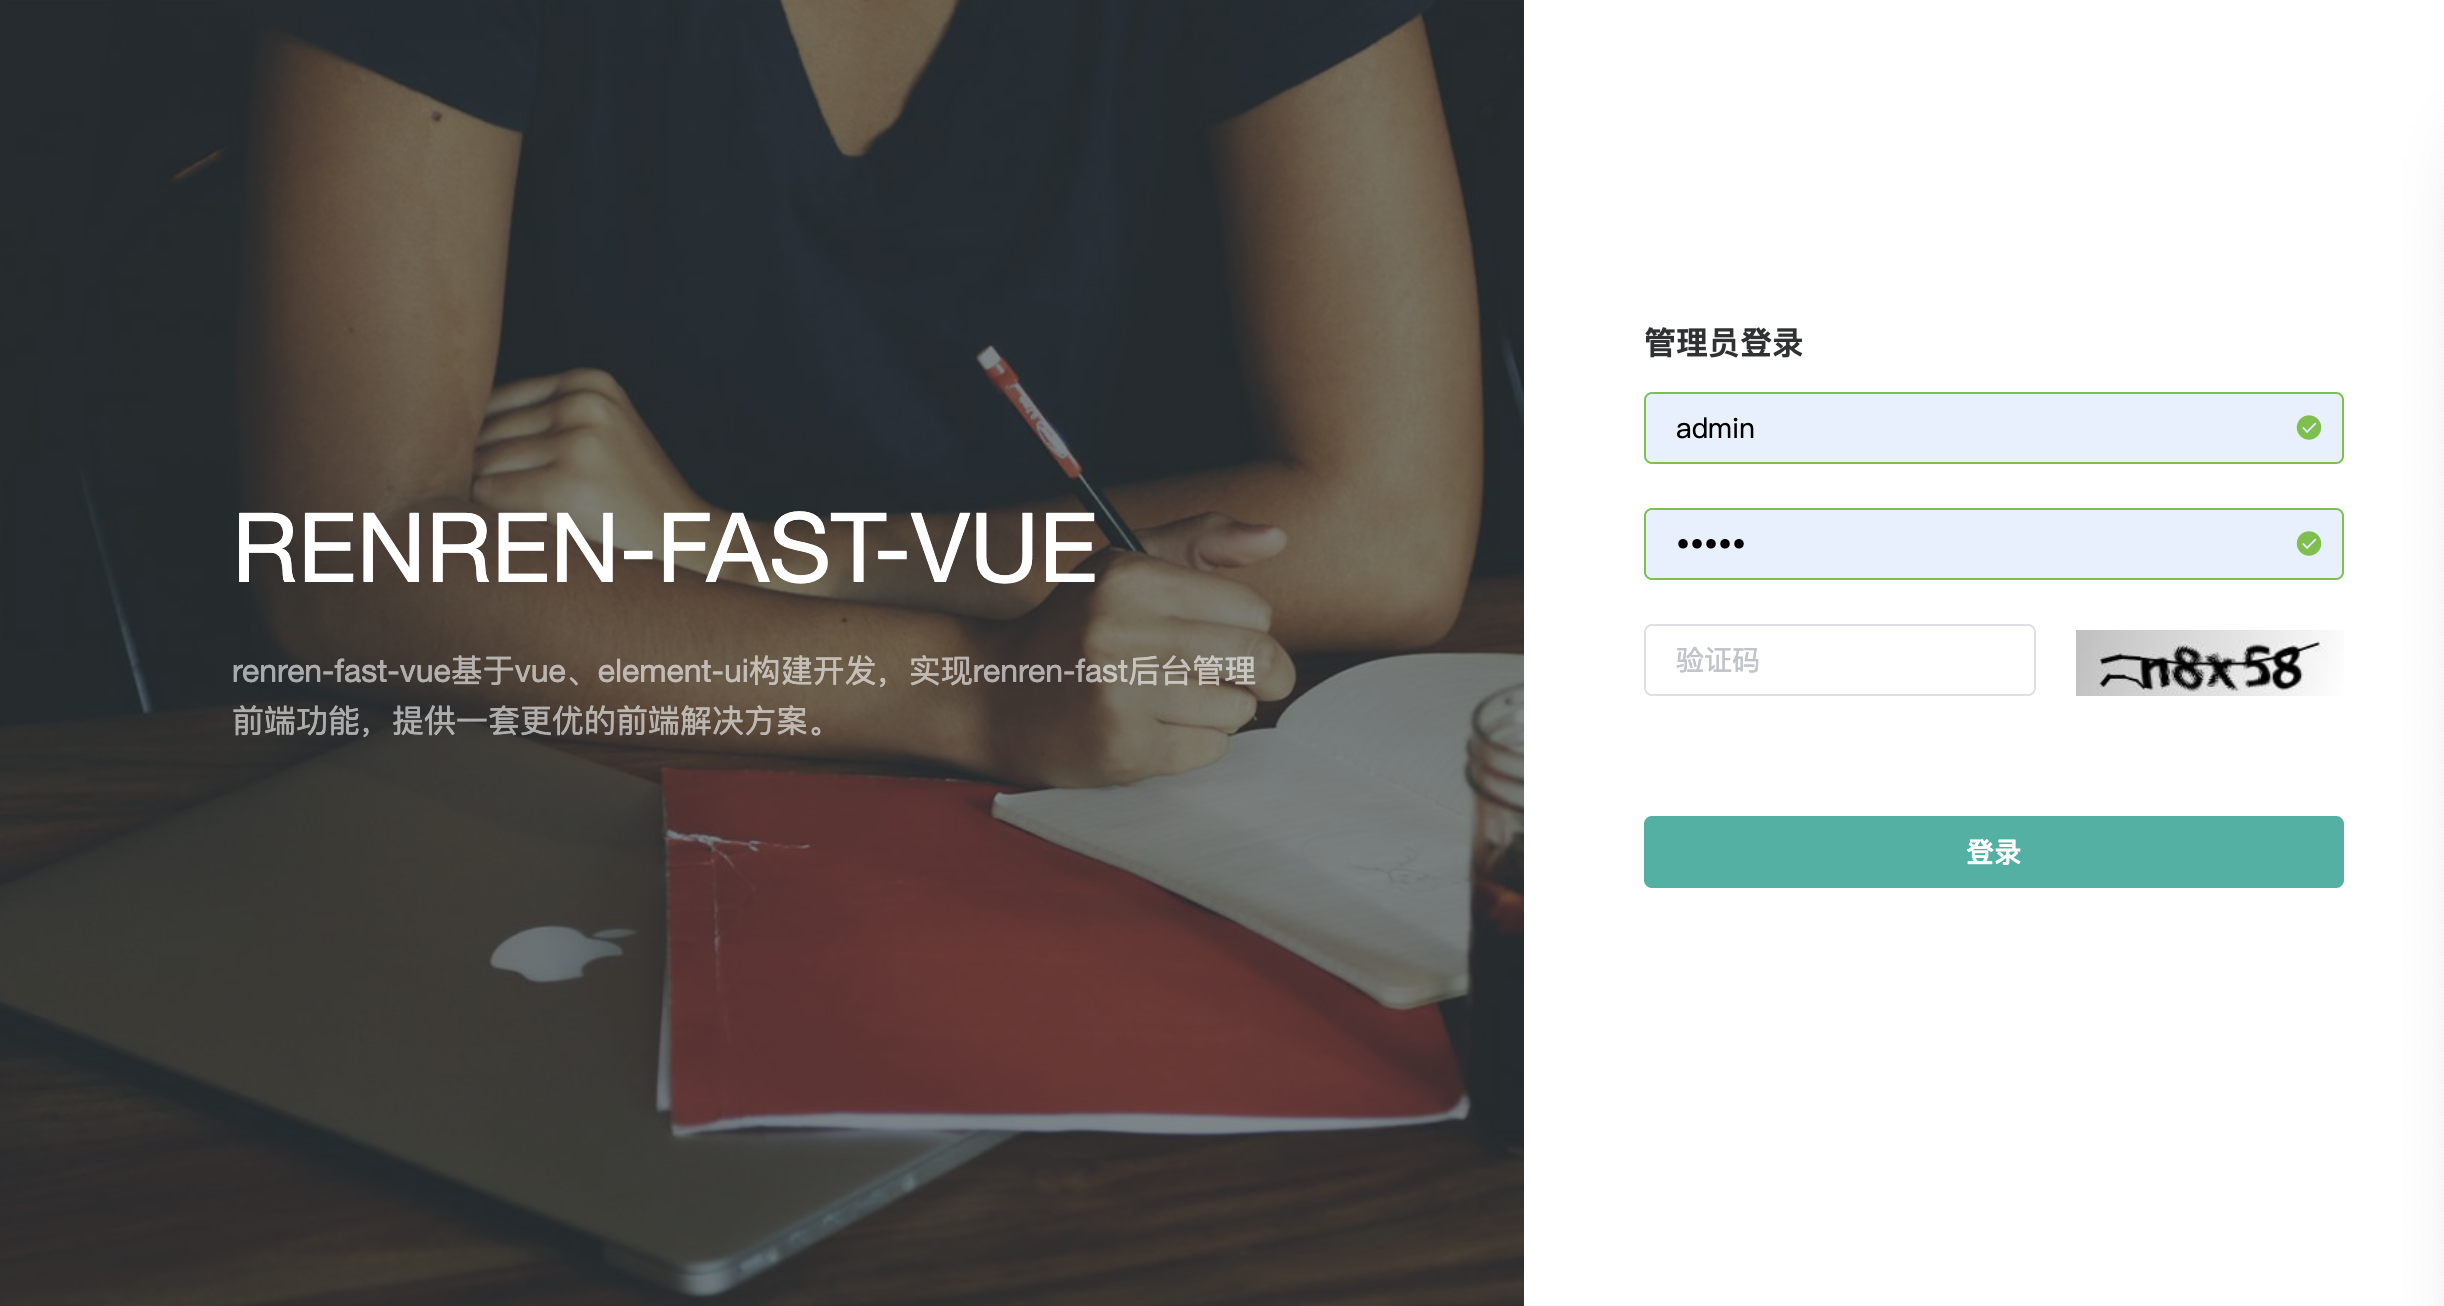 RENREN-FAST-VUE
renren-fast-vue基于vue、element-ui构建开发，实现renren-fast后台管理
前端功能，提供一套更优的前端解决方案。
管理员登录
admin
•••••
验证码
n8x58
登录